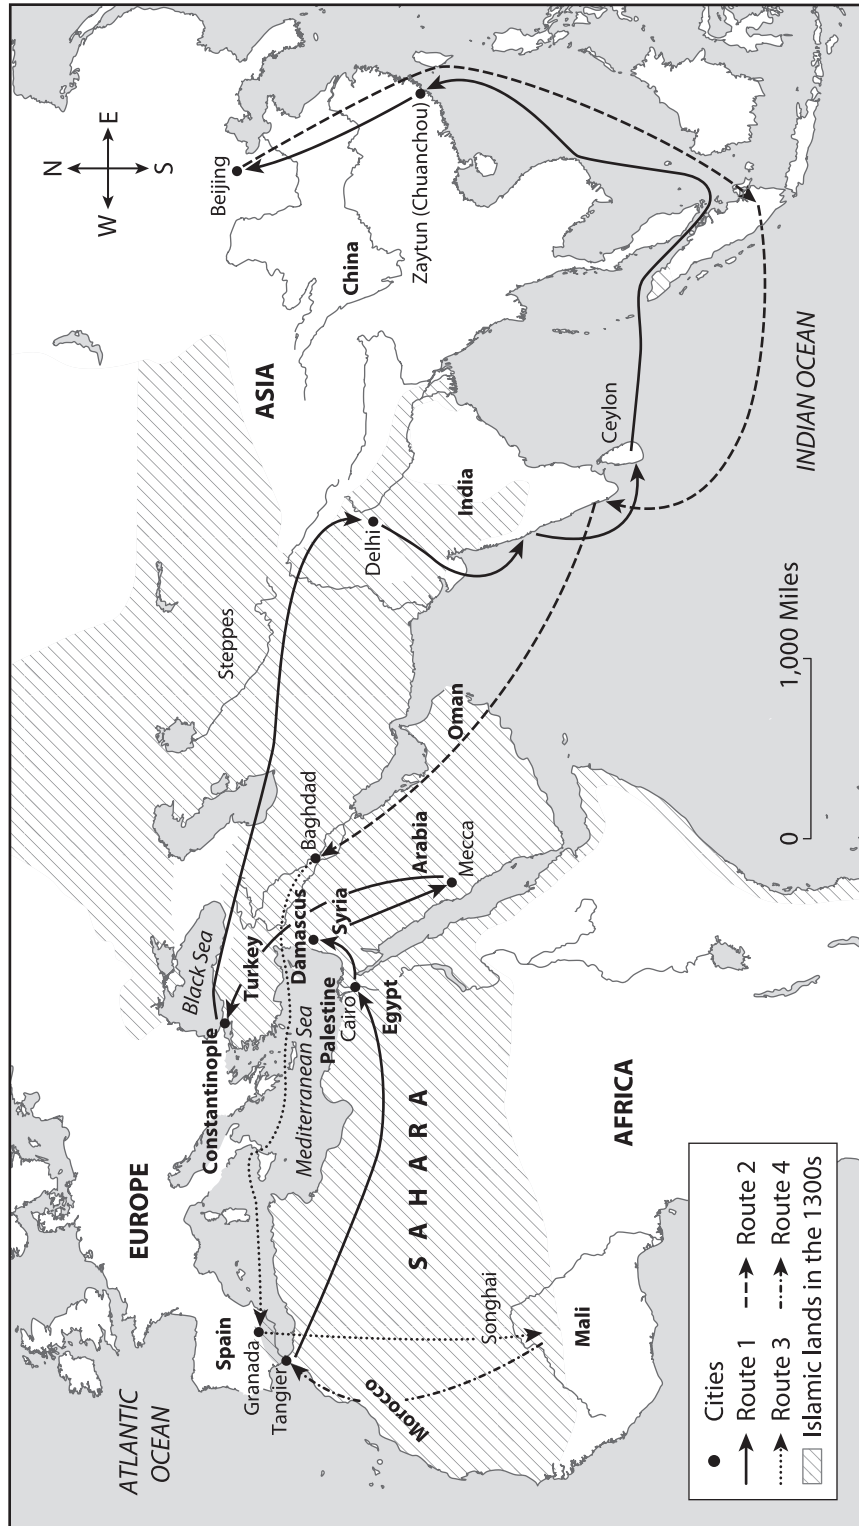 ATLANTIC
OCEAN
EUROPE
Spain
Granada
Tangier
Morocco
Songhai
Mali
SAHARA
AFRICA
Mediterranean Sea
Constantinople
Black Sea
Turkey
Palestine
Cairo
Egypt
Damascus
Syria
Baghdad
Arabia
Mecca
Oman
Steppes
ASIA
Delhi
India
Ceylon
INDIAN OCEAN
China
Beijing
Zaytun (Chuanchou)
N
W
E
S
0
1,000 Miles
Cities
Route 1
Route 2
Route 3
Route 4
Islamic lands in the 1300s